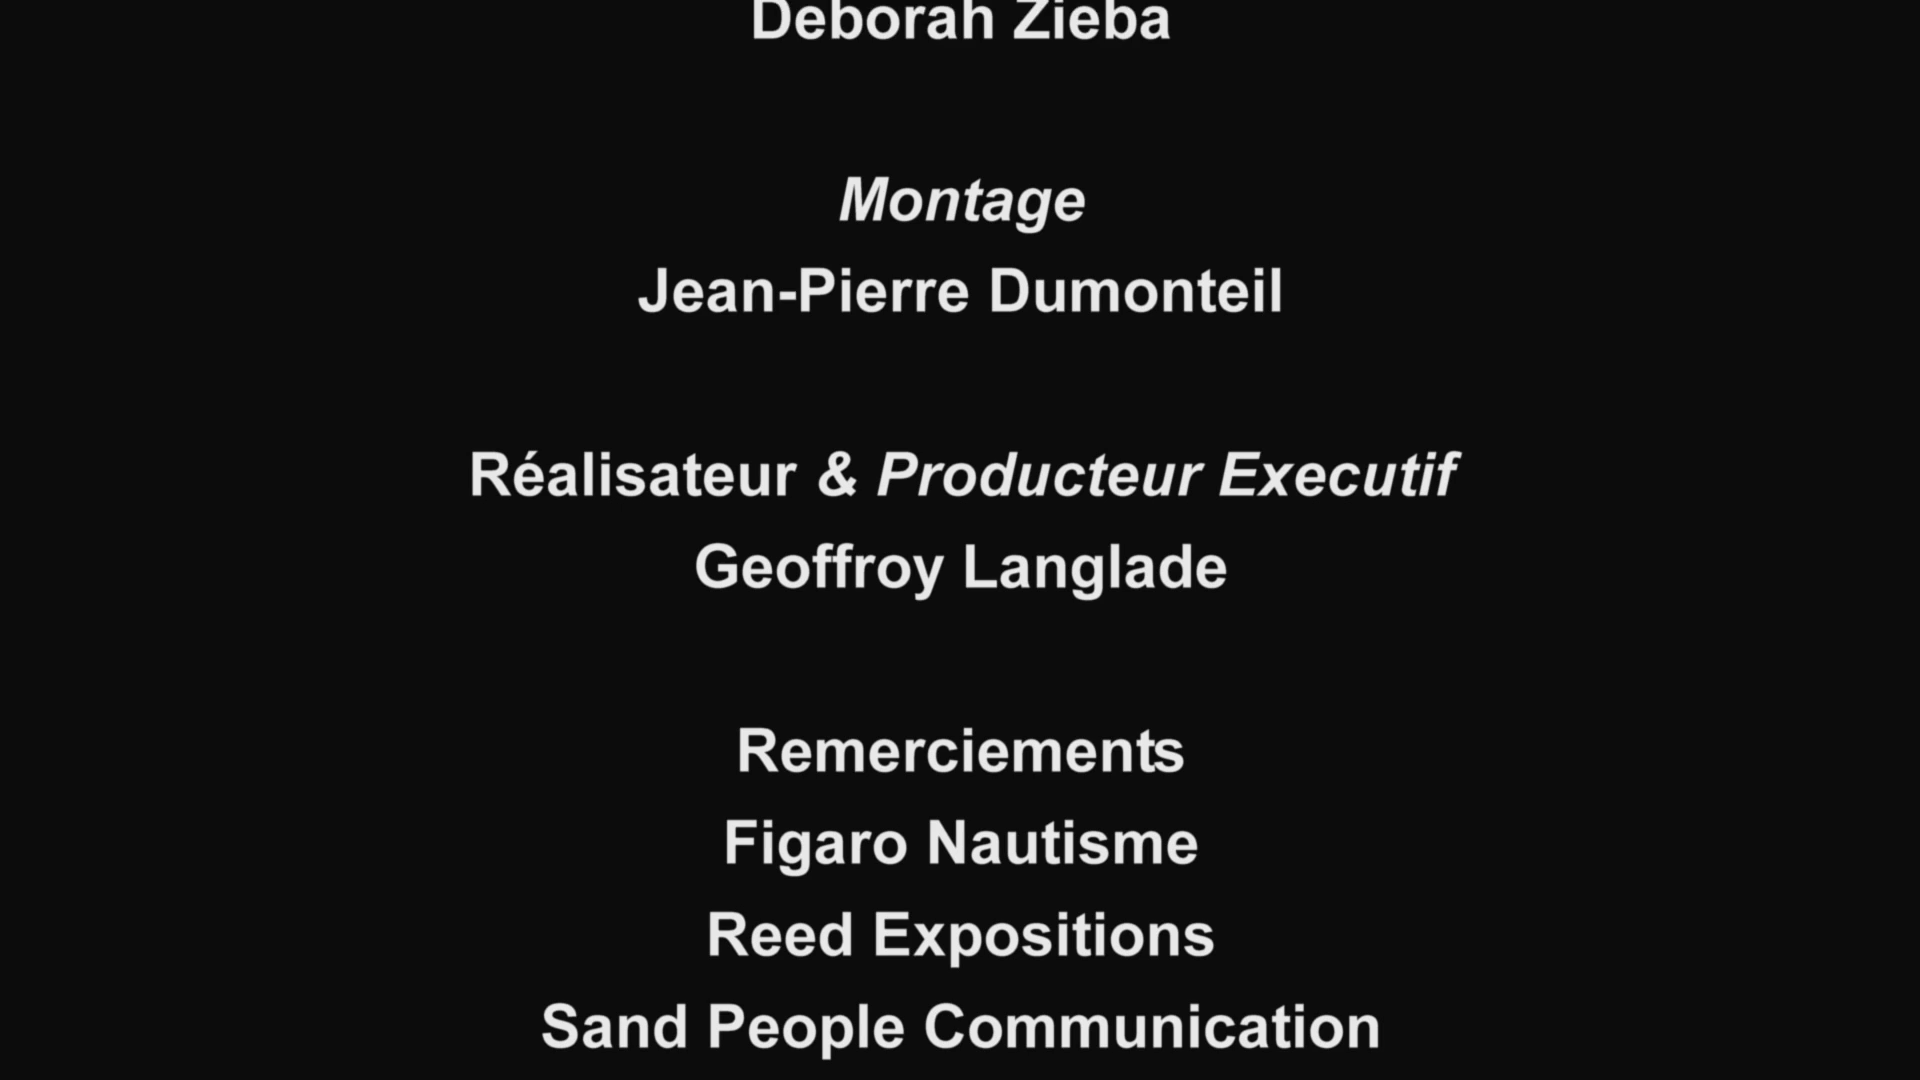 Deborah Zieba
Montage
Jean-Pierre Dumonteil
Réalisateur & Producteur Executif
Geoffroy Langlade
Remerciements
Figaro Nautisme
Reed Expositions
Sand People Communication